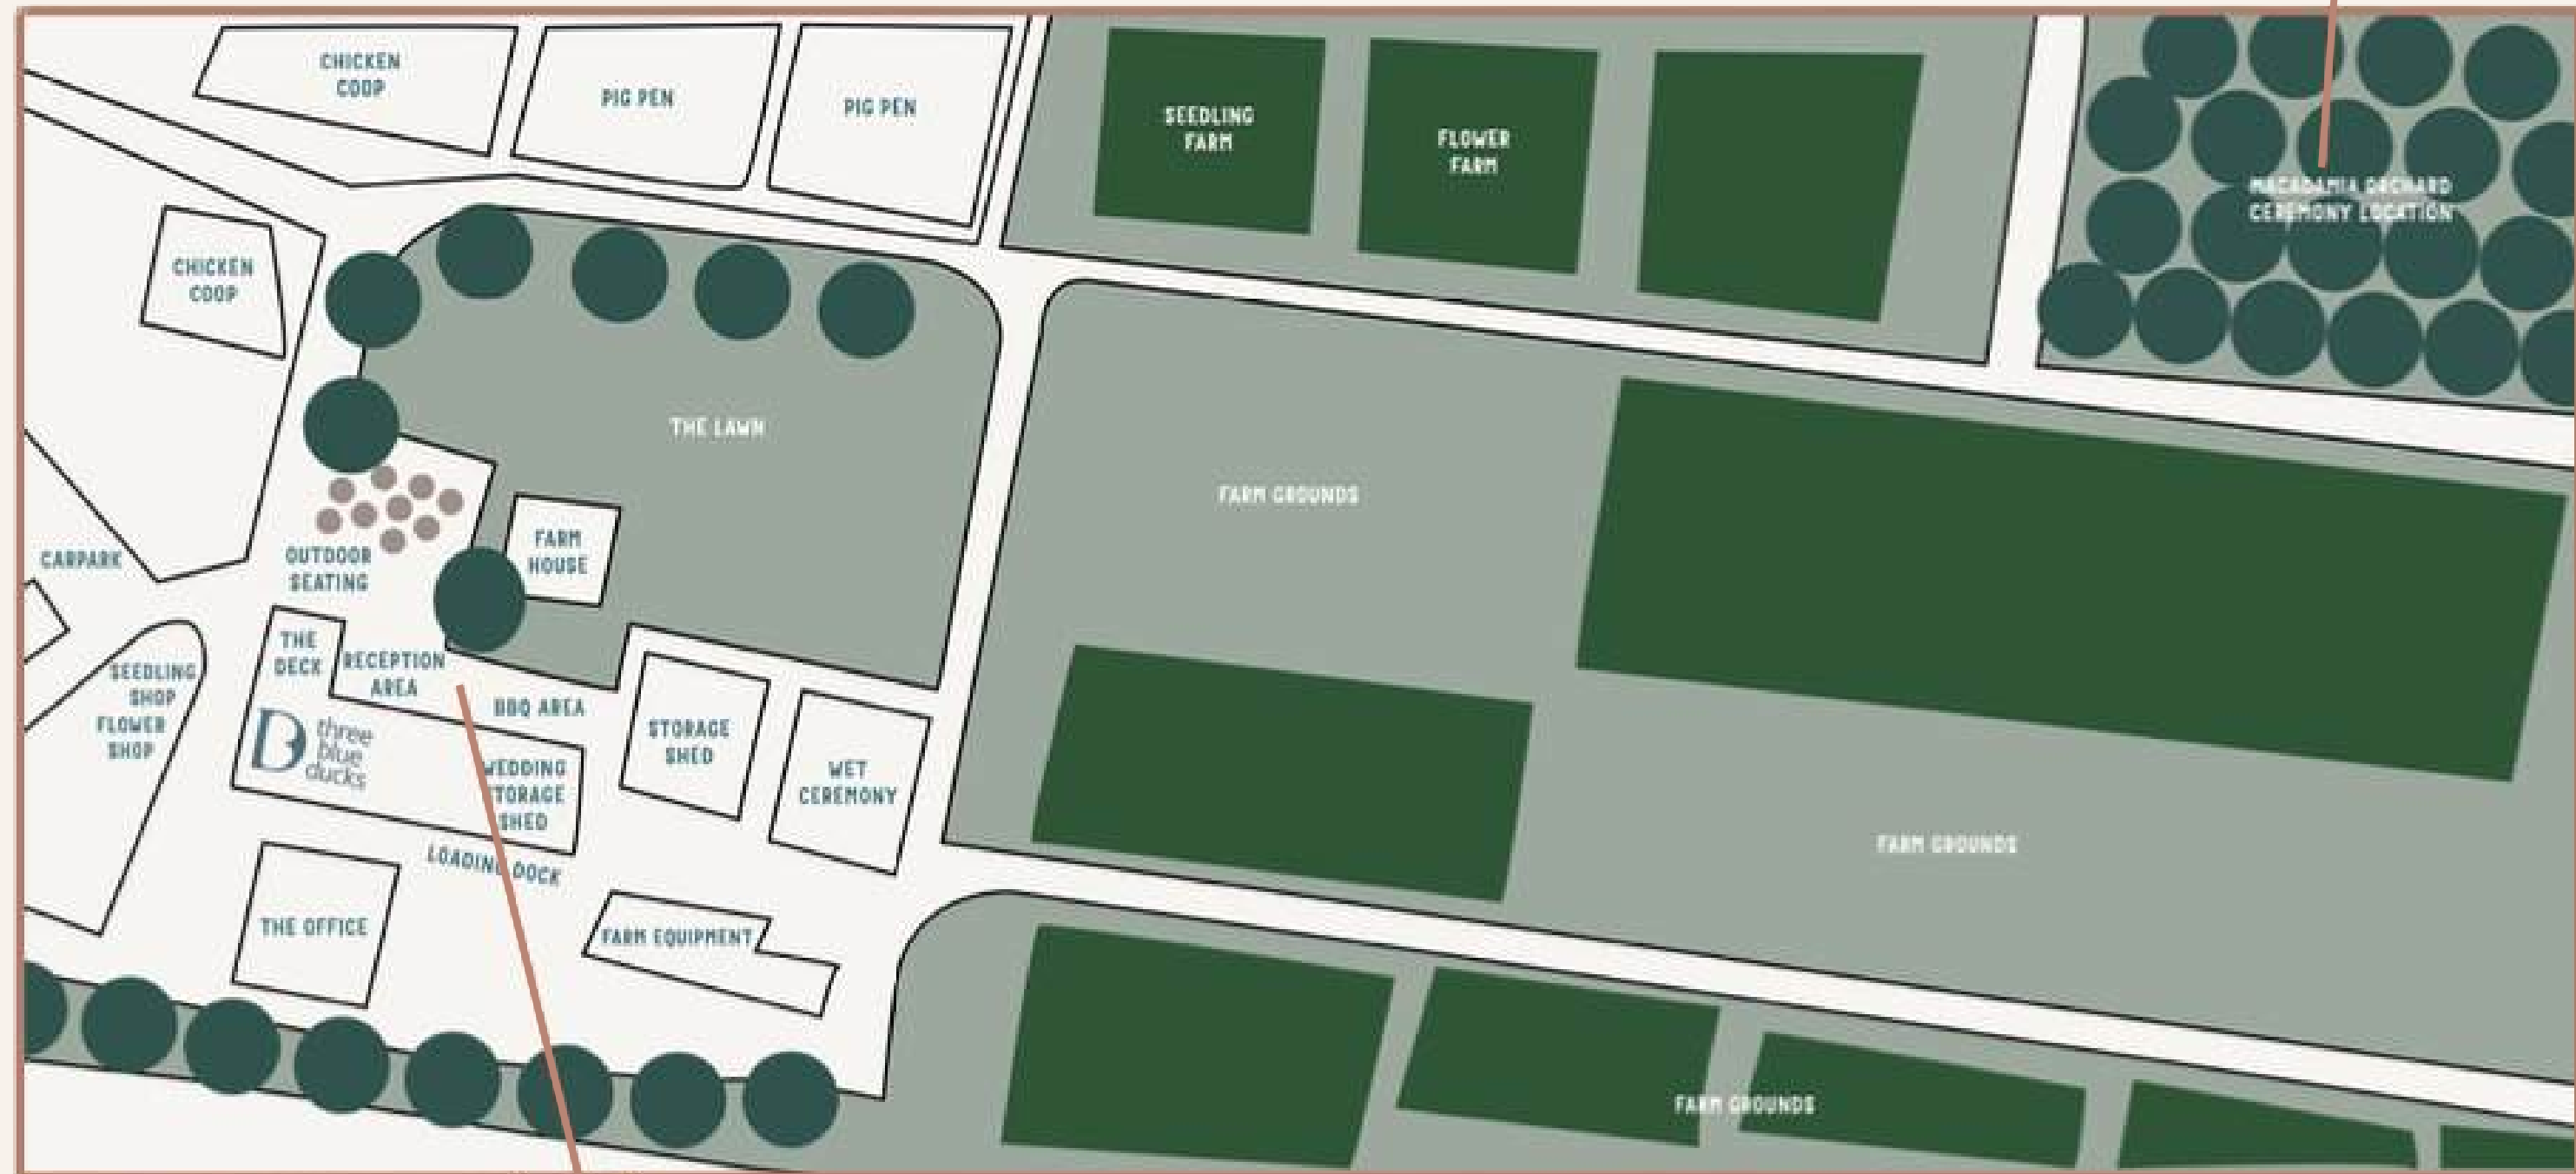 CHICKEN
COOP
PIG PEN
PIG PEN
SEEDLING
FARM
FLOWER
FARM
MACADAMIA ORCHARD
CEREMONY LOCATION
CHICKEN
COOP
THE LAWN
FARM GROUNDS
FARM
HOUSE
CARPARK
OUTDOOR
SEATING
THE
DECK
RECEPTION
AREA
BBQ AREA
SEEDLING
SHOP
FLOWER
SHOP
three
blue
ducks
STORAGE
SHED
WEDDING
STORAGE
SHED
WET
CEREMONY
LOADING DOCK
FARM GROUNDS
THE OFFICE
FARM EQUIPMENT
FARM GROUNDS